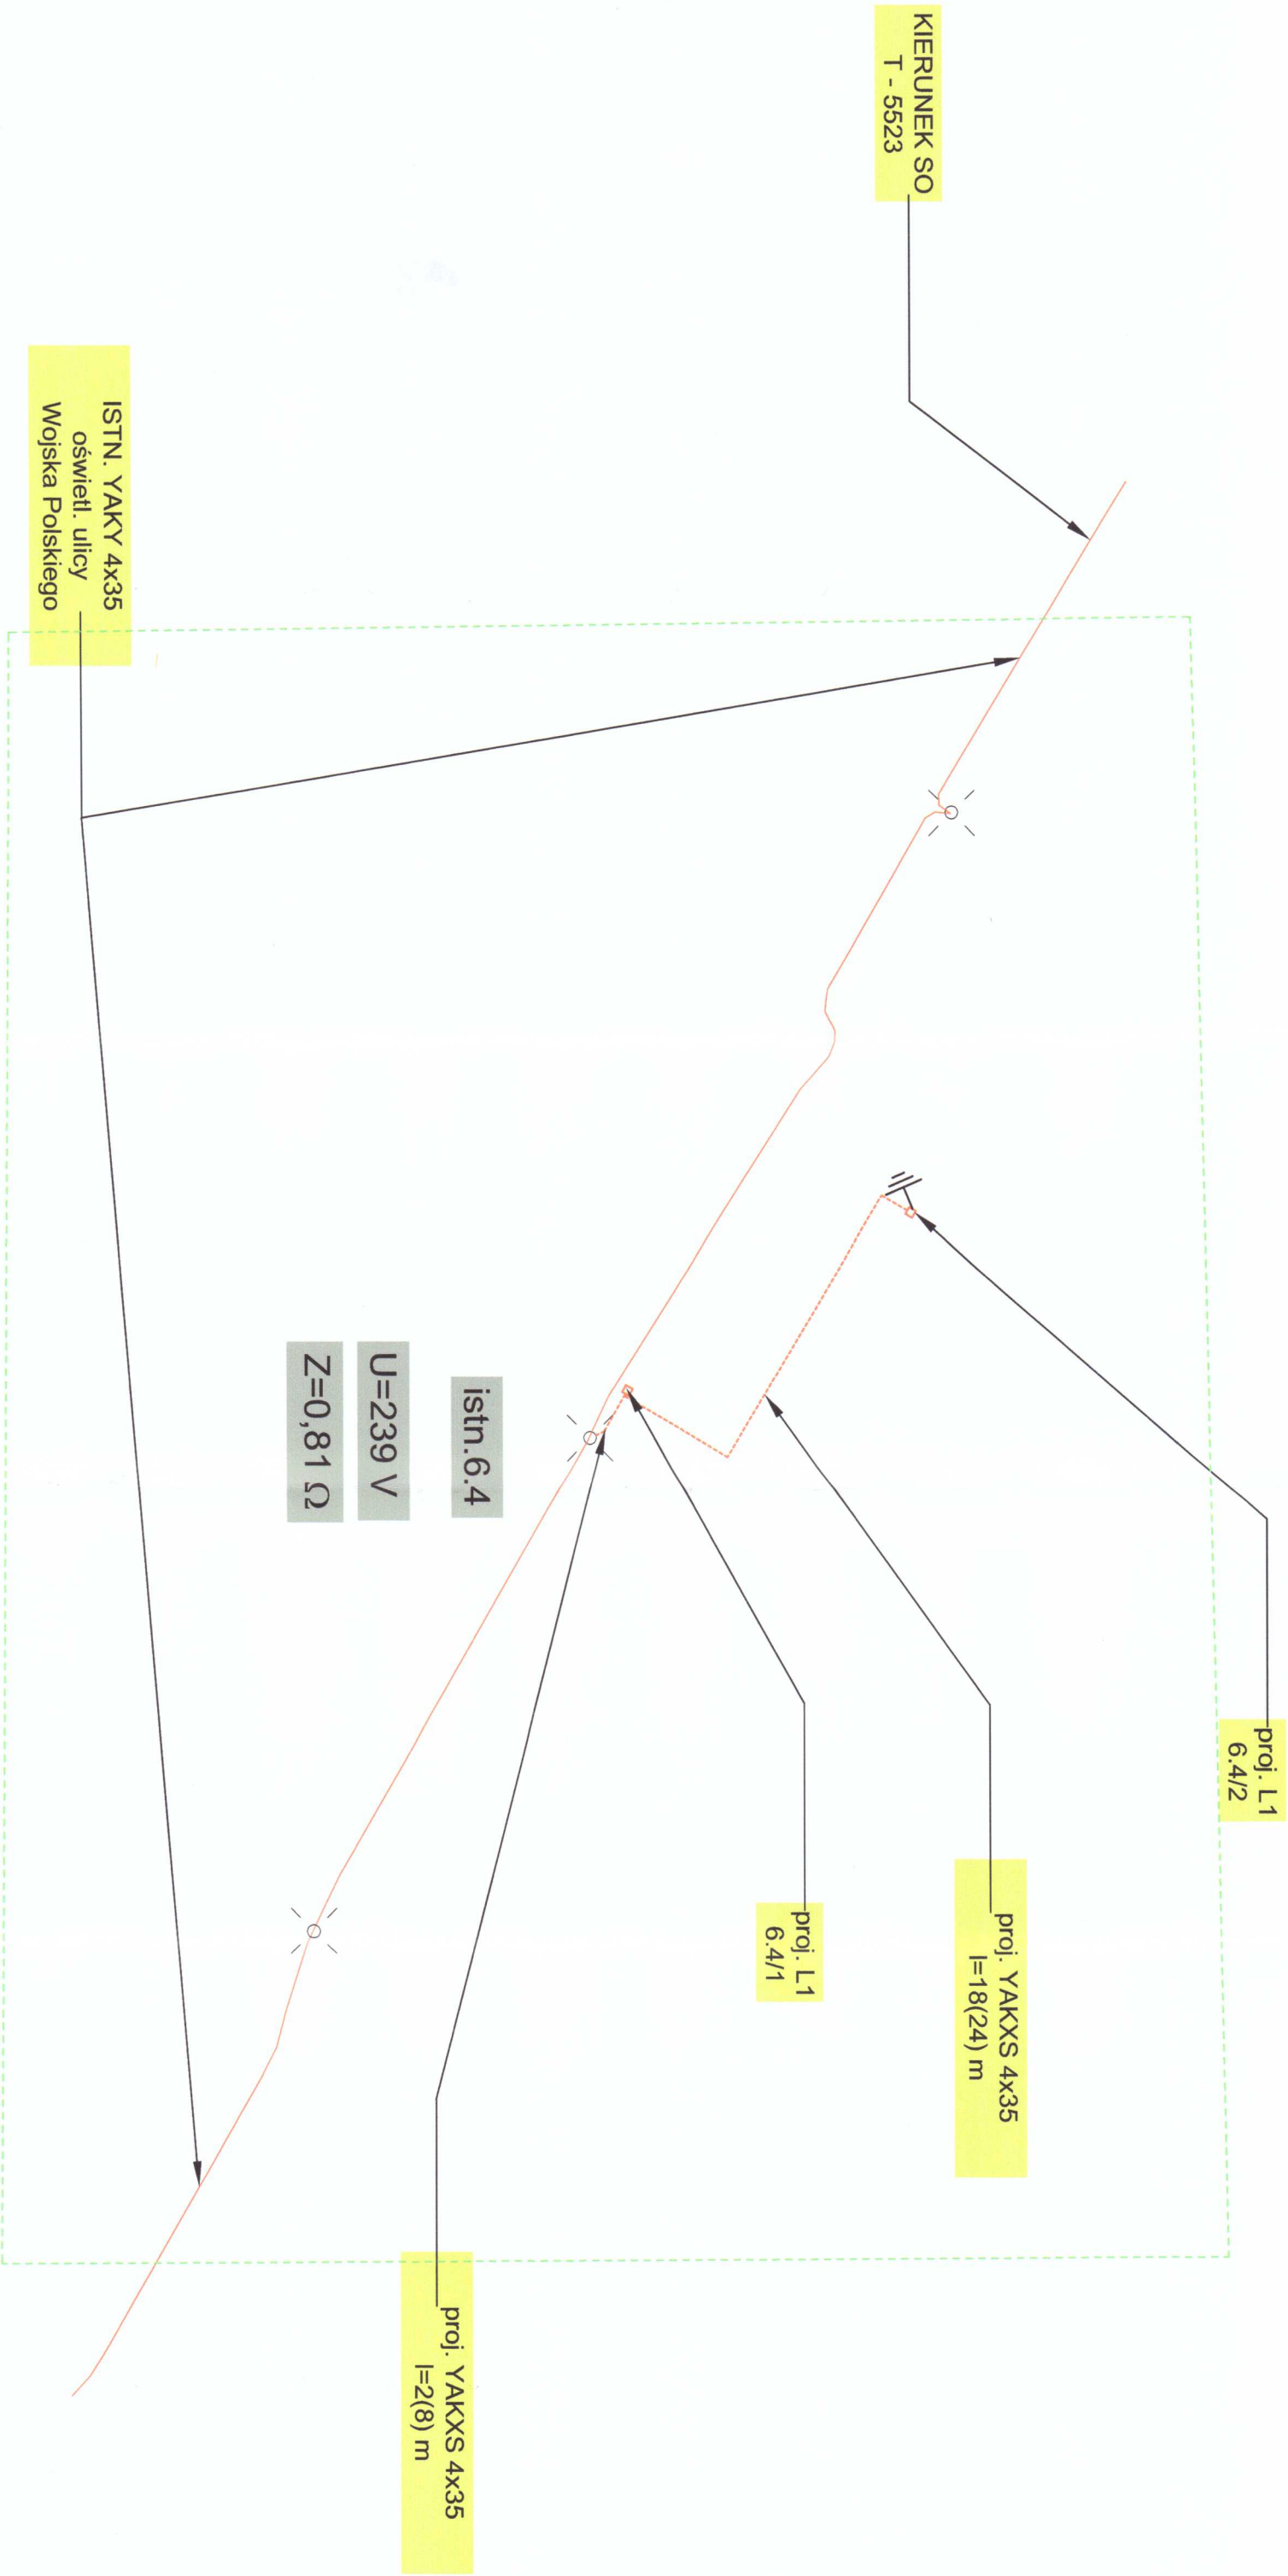 KIERUNEK SO
T - 5523
proj. L1
6.4/2
proj. YAKXS 4x35
l=18(24) m
proj. L1
6.4/1
istn.6.4
U=239 V
Z=0,81 Ω
proj. YAKXS 4x35
l=2(8) m
ISTN. YAKY 4x35
oświetl. ulicy
Wojska Polskiego